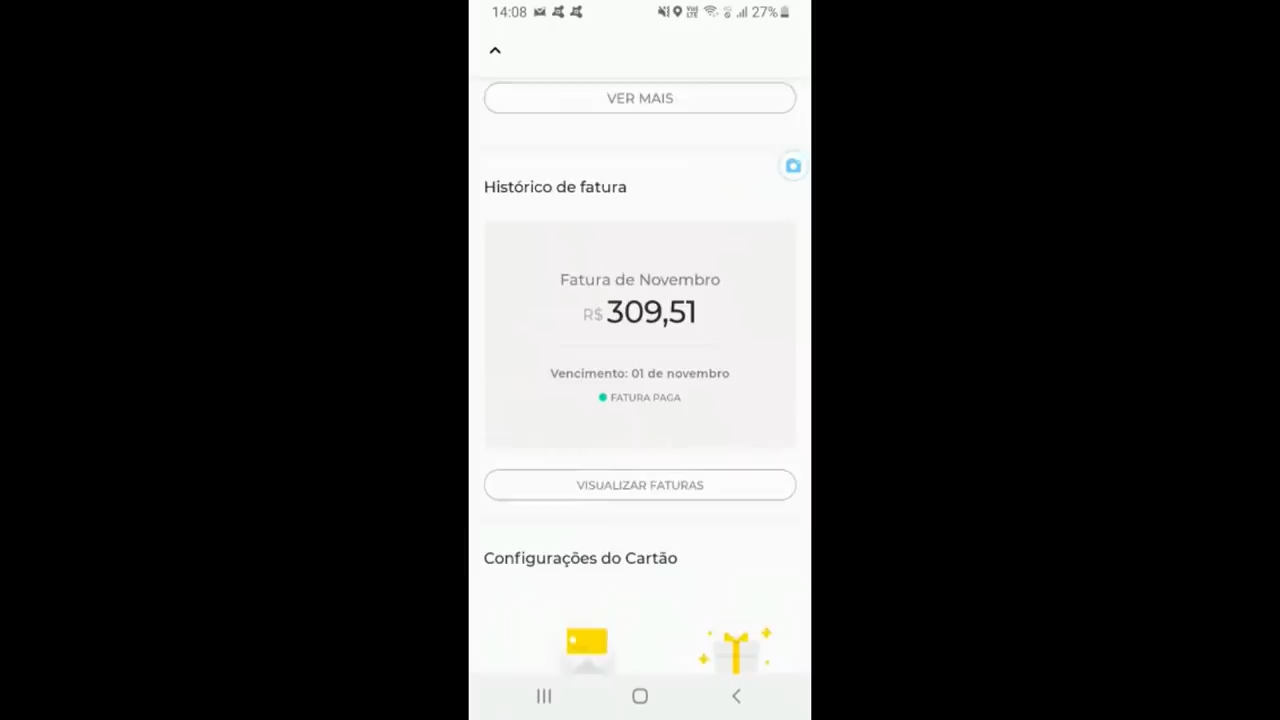 14:08 27%
VER MAIS
Histórico de fatura
Fatura de Novembro
R$ 309,51
Vencimento: 01 de novembro
FATURA PAGA
VISUALIZAR FATURAS
Configurações do Cartão